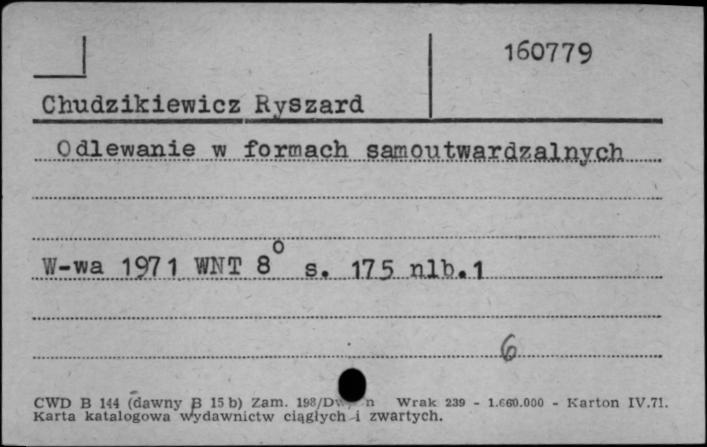 160779
Chudzikiewicz Ryszard
Odlewanie w formach samoutwardzalnych
W-wa 1971 WNT 8° s. 175 nlb.1
6
CWD B 144 (dawny B 15 b) Zam. 198/ Wrak 239 - 1.660.000 - Karton IV.71.
Karta katalogowa wydawnictw ciągłych i zwartych.